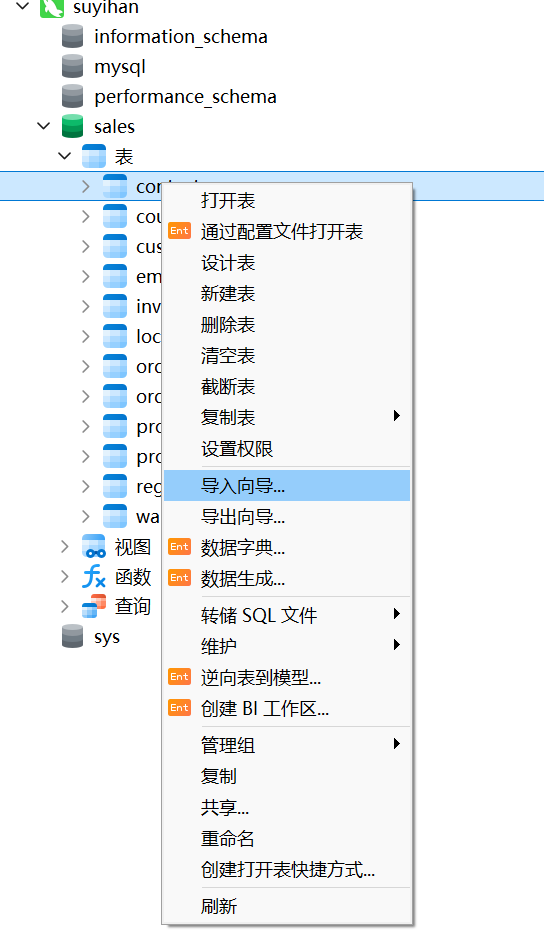 suyihan
information_schema
mysql
performance_schema
sales
表
打开表
Ent 通过配置文件打开表
设计表
新建表
删除表
清空表
截断表
复制表
设置权限
导入向导...
导出向导...
Ent 数据字典...
Ent 数据生成...
转储 SQL 文件
维护
Ent 逆向表到模型...
Ent 创建 BI 工作区...
管理组
复制
共享...
重命名
创建打开表快捷方式...
刷新
cou
cus
em
inv
loc
orc
orc
pro
pro
reg
wa
视图
函数
查询
sys